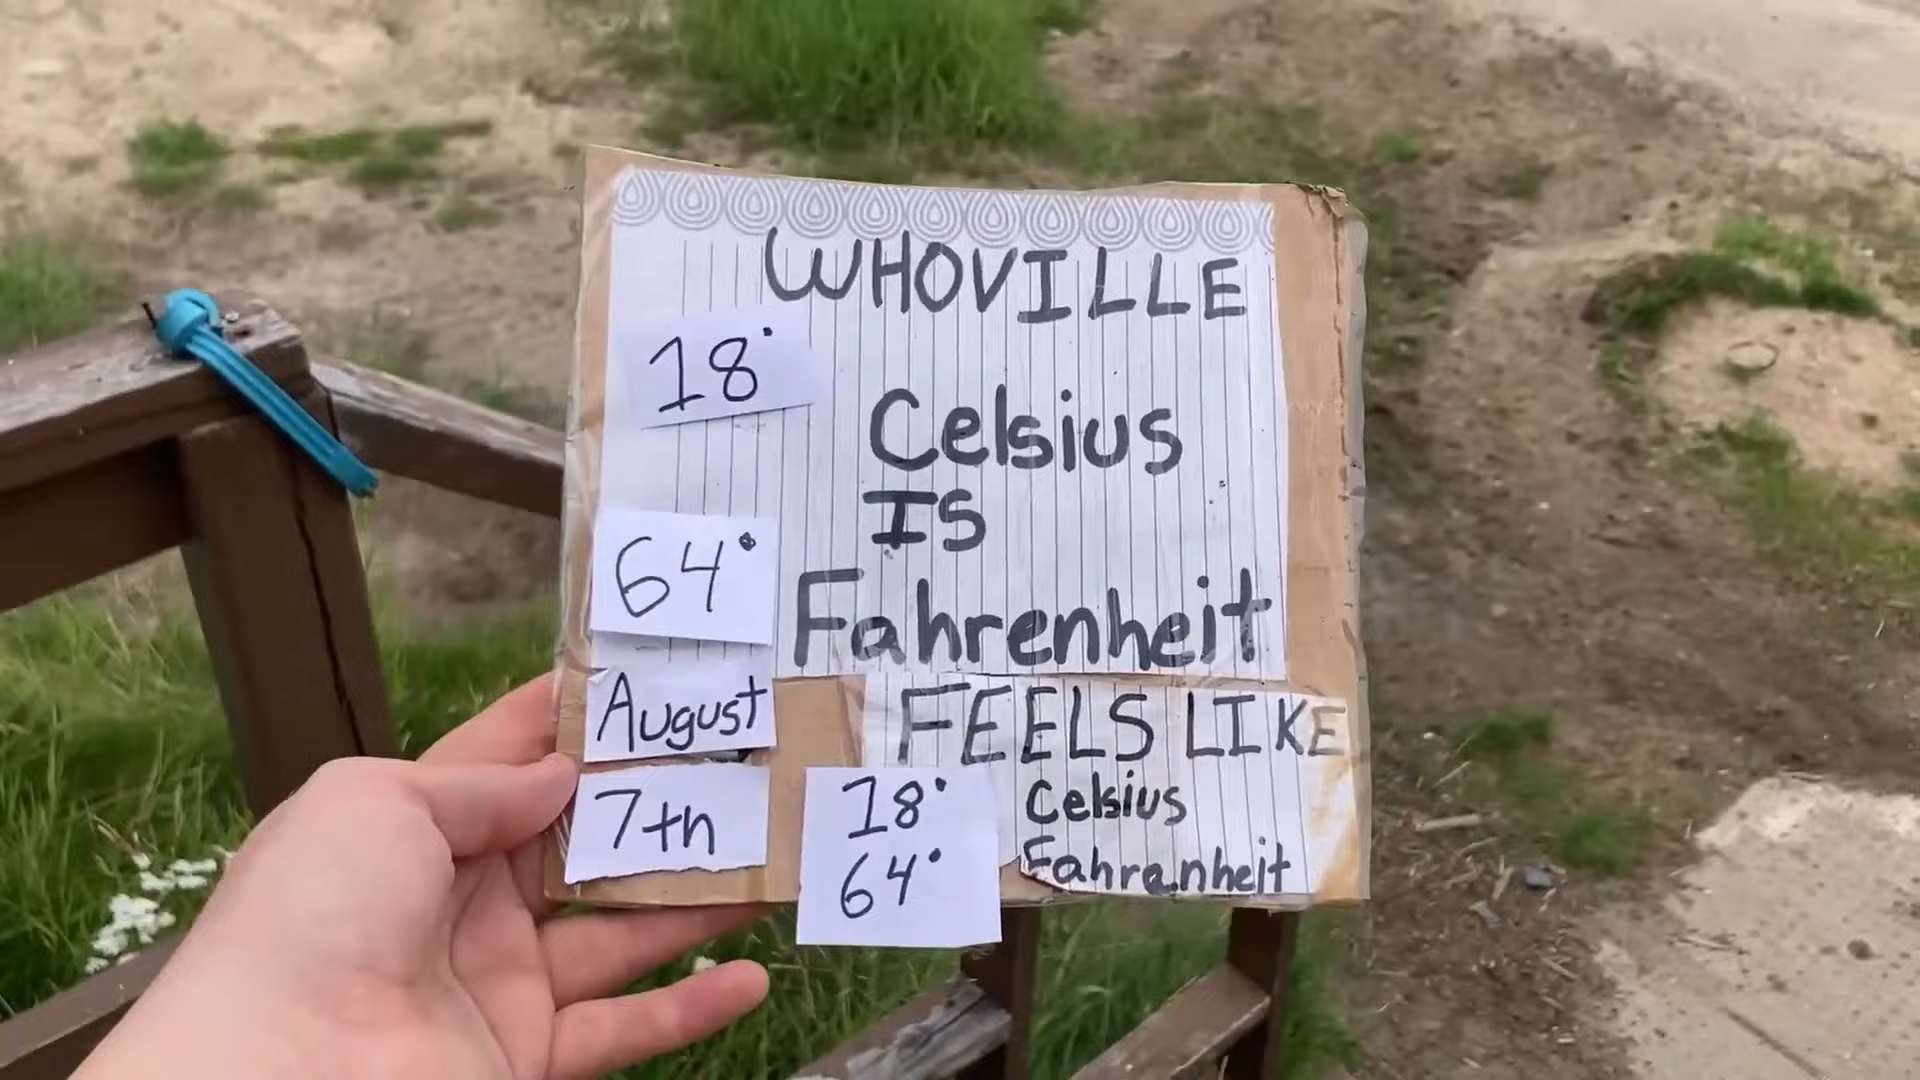 WHOVILLE
18° Celsius
IS
64° Fahrenheit
August
7th
FEELS LIKE
18° Celsius
64° Fahrenheit